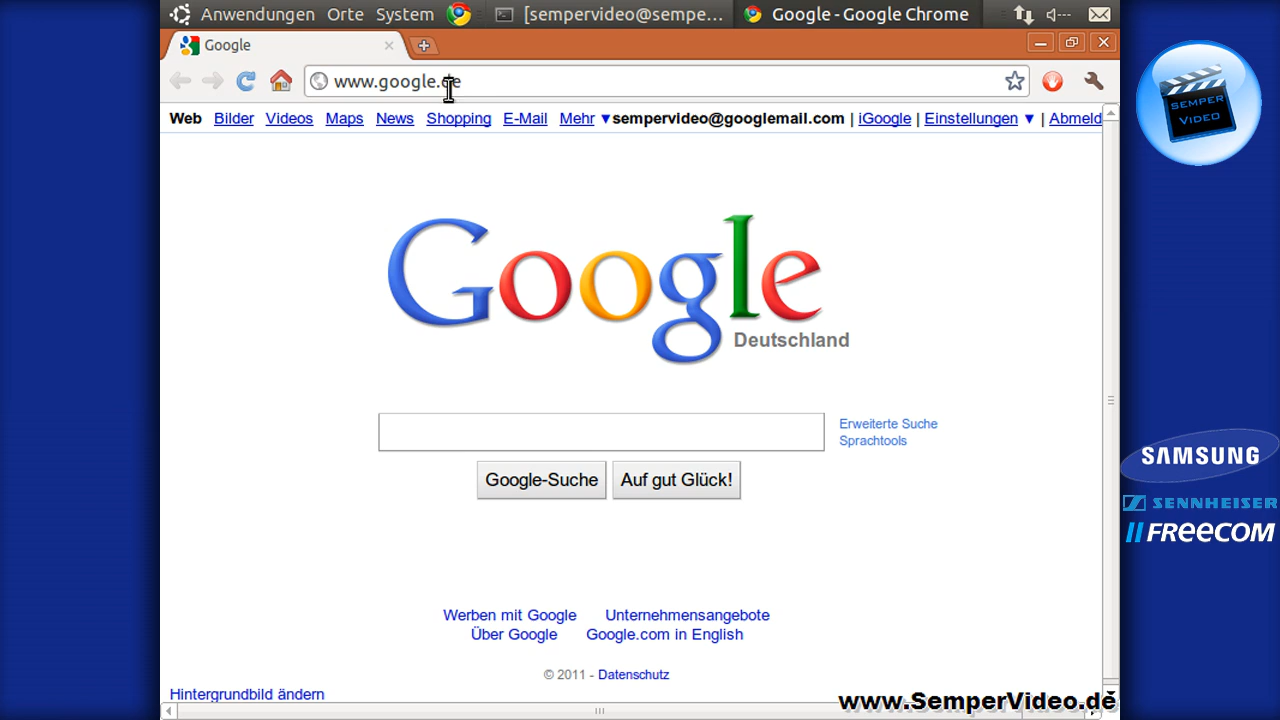 Anwendungen Orte System [sempervideo@sempe... Google - Google Chrome
Google
www.google.de
Web Bilder Videos Maps News Shopping E-Mail Mehr ▼ sempervideo@googlemail.com | iGoogle | Einstellungen ▼ | Abmeld
SEMPER
VIDEO
Google
Deutschland
Erweiterte Suche
Sprachtools
Google-Suche Auf gut Glück!
SAMSUNG
SENNHEISER
FREECOM
Werben mit Google Unternehmensangebote
Über Google Google.com in English
© 2011 - Datenschutz
Hintergrundbild ändern
www.SemperVideo.de